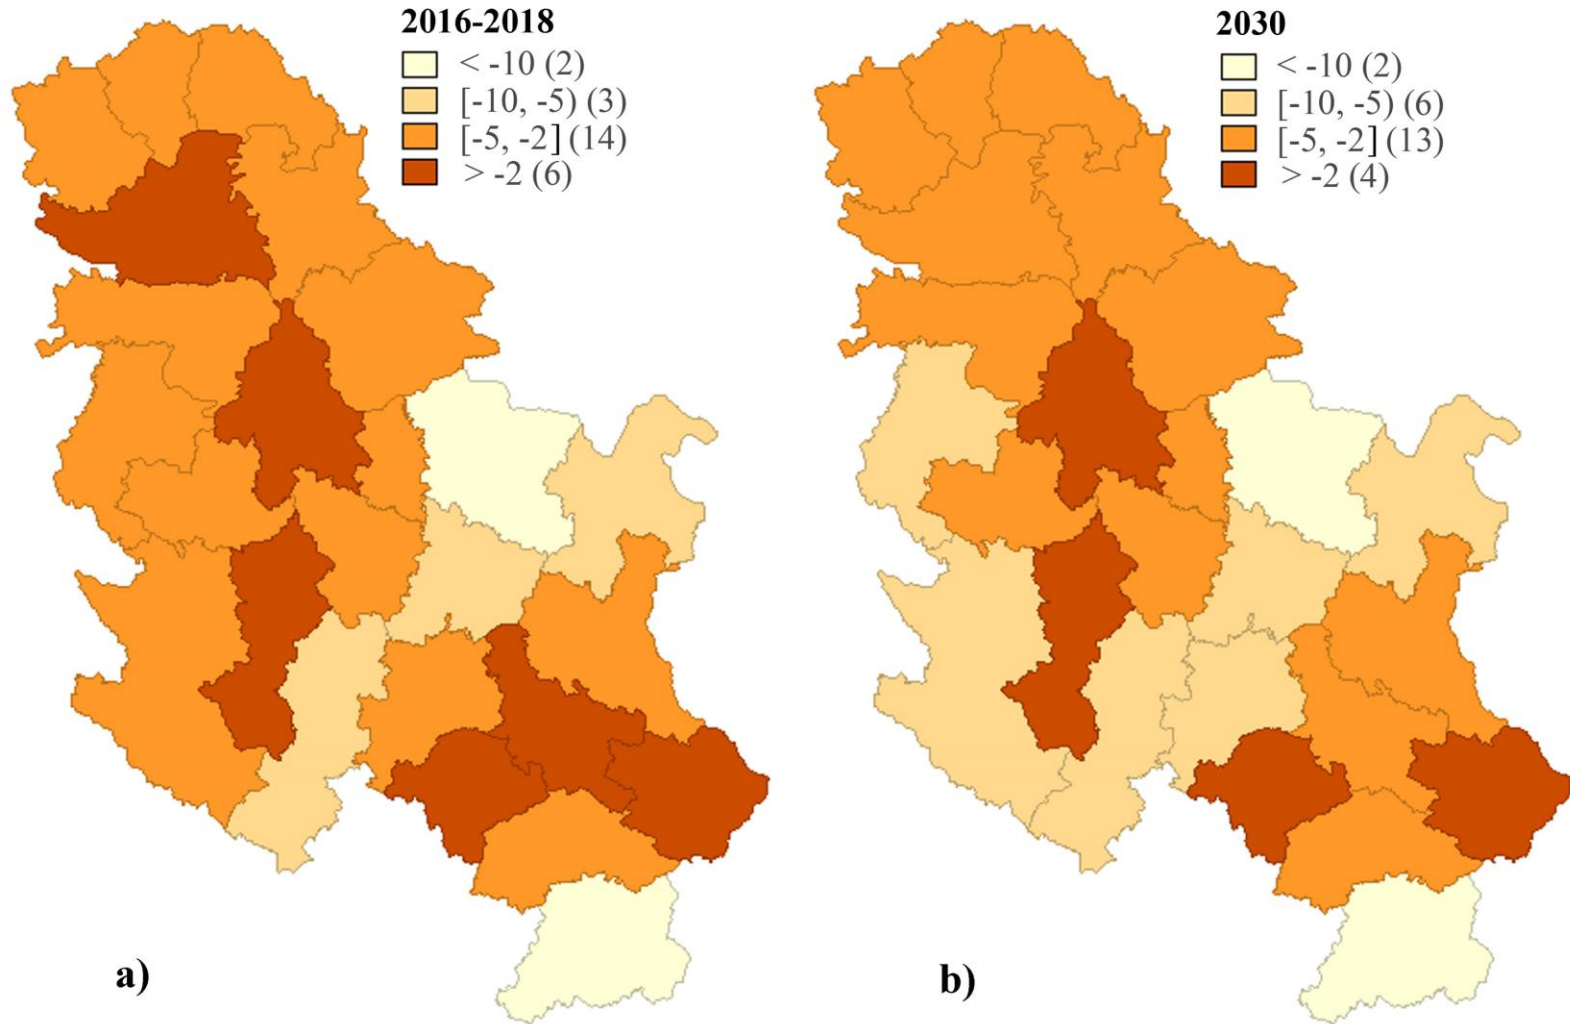 2016-2018
< -10 (2)
[-10, -5) (3)
[-5, -2] (14)
> -2 (6)
a)
2030
< -10 (2)
[-10, -5) (6)
[-5, -2] (13)
> -2 (4)
b)